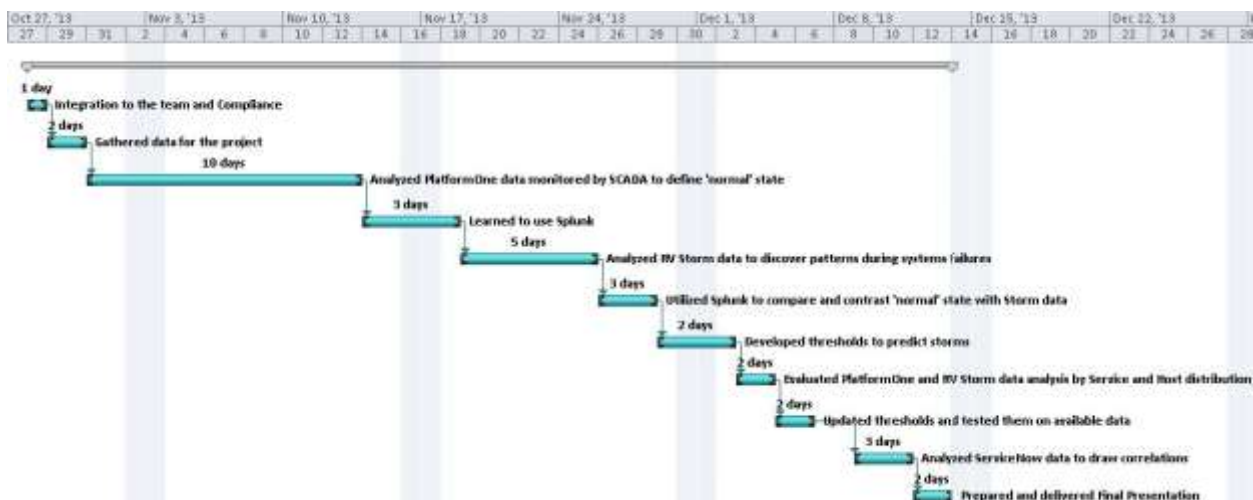 Oct 27, '13 Nov 3, '13 Nov 10, '13 Nov 17, '13 Nov 24, '13 Dec 1, '13 Dec 8, '13 Dec 15, '13 Dec 22, '13
27 29 31 2 4 6 8 10 12 14 16 18 20 22 24 26 28 30 2 4 6 8 10 12 14 16 18 20 22 24 26 28
1 day
Integration to the team and Compliance
2 days
Gathered data for the project
10 days
Analyzed PlatformOne data monitored by SCADA to define 'normal' state
3 days
Learned to use Splunk
5 days
Analyzed RV Storm data to discover patterns during systems failures
3 days
Utilized Splunk to compare and contrast 'normal' state with Storm data
2 days
Developed thresholds to predict storms
2 days
Evaluated PlatformOne and RV Storm data analysis by Service and Host distribution
2 days
Updated thresholds and tested them on available data
3 days
Analyzed ServiceNow data to draw correlations
2 days
Prepared and delivered Final Presentation